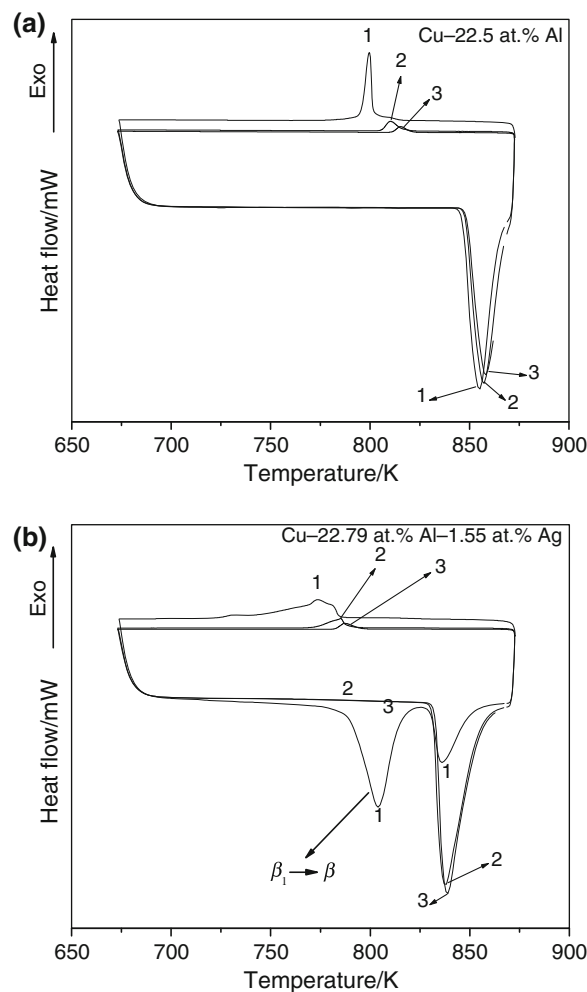 (a)
Cu–22.5 at.% Al
1
2
3
Exo
Heat flow/mW
1
2
3
650 700 750 800 850 900
Temperature/K
(b)
Cu–22.79 at.% Al–1.55 at.% Ag
1
2
3
Exo
Heat flow/mW
2
3
1
1
β₁ → β
2
3
650 700 750 800 850 900
Temperature/K